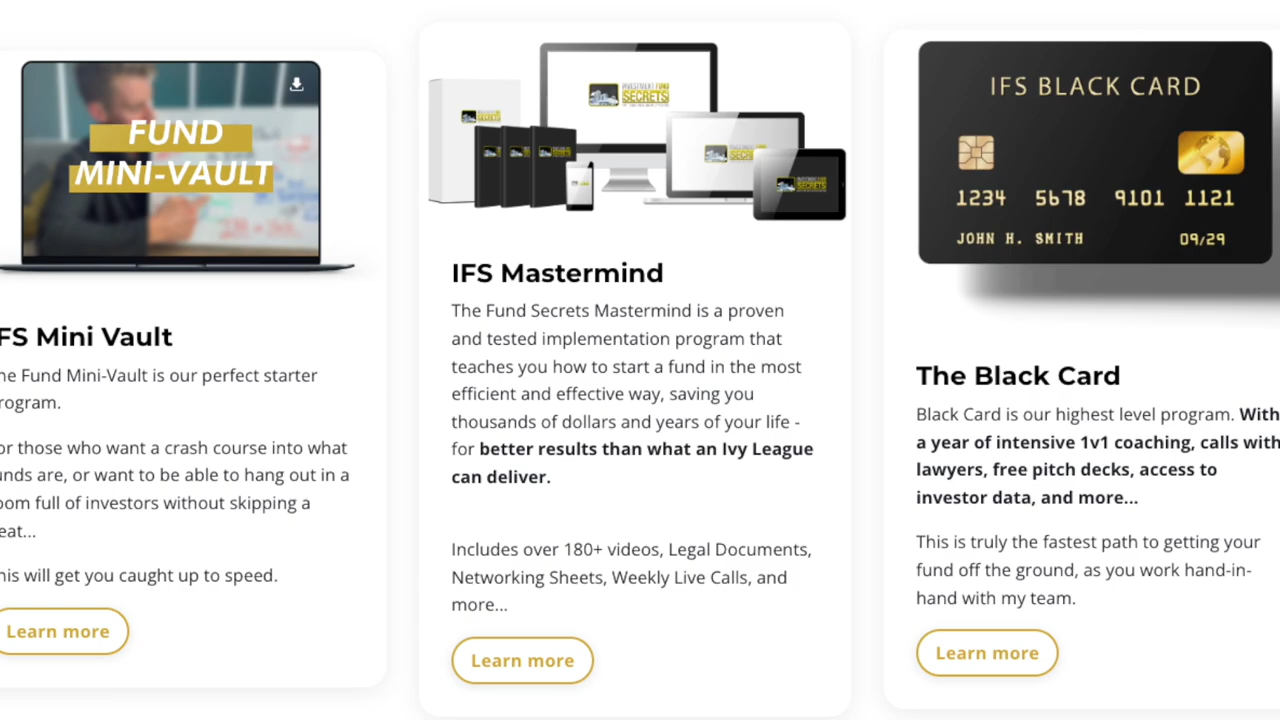 FUND
MINI-VAULT
FS Mini Vault
he Fund Mini-Vault is our perfect starter
rogram.
or those who want a crash course into what
unds are, or want to be able to hang out in a
oom full of investors without skipping a
eat...
his will get you caught up to speed.
Learn more
INVESTMENT FUND
SECRETS
IFS Mastermind
The Fund Secrets Mastermind is a proven
and tested implementation program that
teaches you how to start a fund in the most
efficient and effective way, saving you
thousands of dollars and years of your life -
for better results than what an Ivy League
can deliver.
Includes over 180+ videos, Legal Documents,
Networking Sheets, Weekly Live Calls, and
more...
Learn more
IFS BLACK CARD
1234 5678 9101 1121
JOHN H. SMITH 09/29
The Black Card
Black Card is our highest level program. With
a year of intensive 1v1 coaching, calls with
lawyers, free pitch decks, access to
investor data, and more...
This is truly the fastest path to getting your
fund off the ground, as you work hand-in-
hand with my team.
Learn more